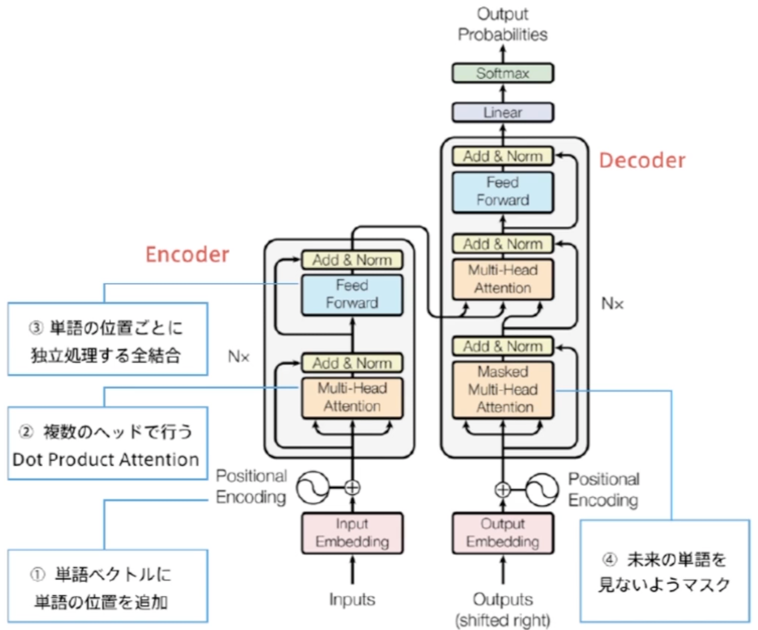 Output
Probabilities
Softmax
Linear
Decoder
Add & Norm
Feed
Forward
Add & Norm
Multi-Head
Attention
N×
Add & Norm
Masked
Multi-Head
Attention
Positional
Encoding
Output
Embedding
Outputs
(shifted right)
Encoder
Add & Norm
Feed
Forward
N×
Add & Norm
Multi-Head
Attention
Positional
Encoding
Input
Embedding
Inputs
③ 単語の位置ごとに
独立処理する全結合
② 複数のヘッドで行う
Dot Product Attention
① 単語ベクトルに
単語の位置を追加
④ 未来の単語を
見ないようマスク